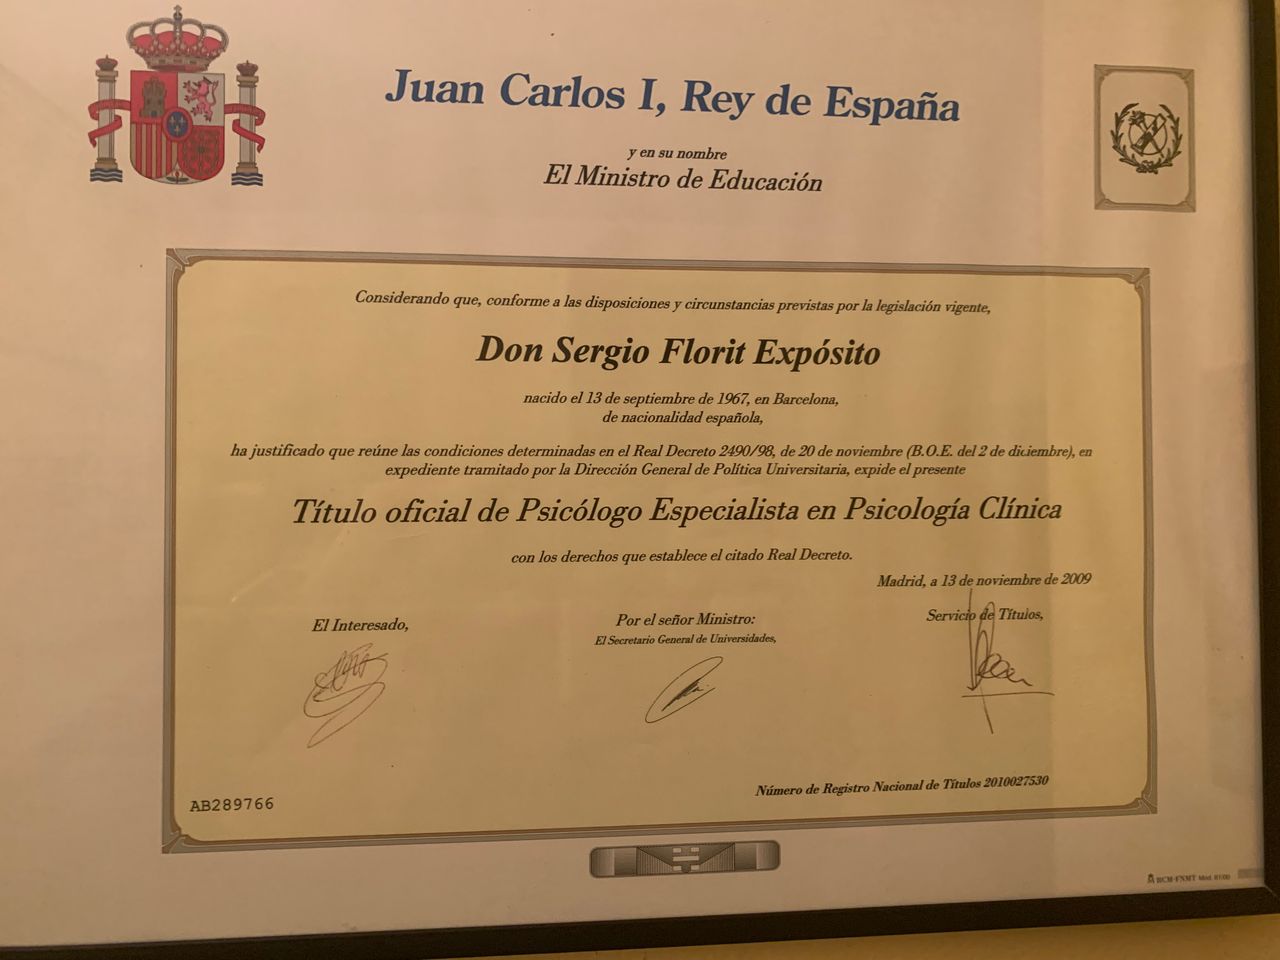 Juan Carlos I, Rey de España
y en su nombre
El Ministro de Educación
Considerando que, conforme a las disposiciones y circunstancias previstas por la legislación vigente,
Don Sergio Florit Expósito
nacido el 13 de septiembre de 1967, en Barcelona,
de nacionalidad española,
ha justificado que reúne las condiciones determinadas en el Real Decreto 2490/98, de 20 de noviembre (B.O.E. del 2 de diciembre), en
expediente tramitado por la Dirección General de Política Universitaria, expide el presente
Título oficial de Psicólogo Especialista en Psicología Clínica
con los derechos que establece el citado Real Decreto.
Madrid, a 13 de noviembre de 2009
El Interesado,
Por el señor Ministro:
El Secretario General de Universidades,
Servicio de Títulos,
AB289766
Número de Registro Nacional de Títulos 2010027530